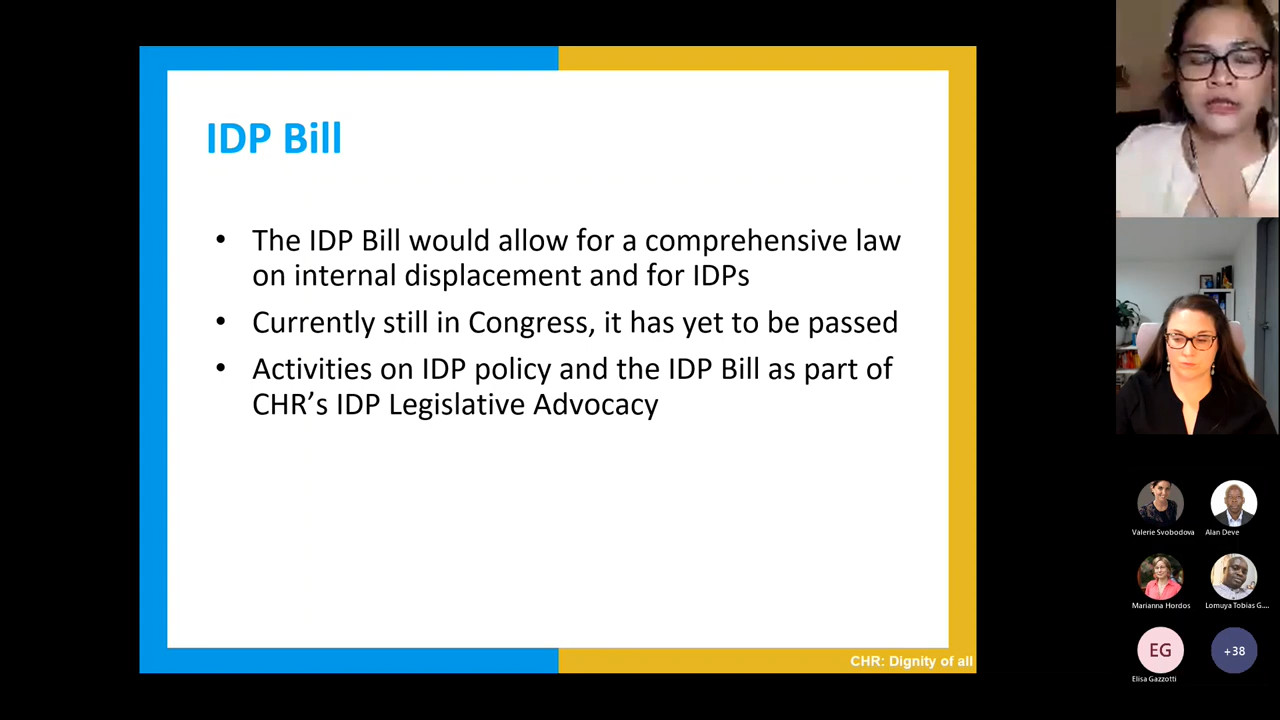 IDP Bill
• The IDP Bill would allow for a comprehensive law
on internal displacement and for IDPs
• Currently still in Congress, it has yet to be passed
• Activities on IDP policy and the IDP Bill as part of
CHR’s IDP Legislative Advocacy
CHR: Dignity of all
Valerie Svobodova
Alan Deve
Marianna Hordos
Lomuya Tobias G....
EG
Elisa Gazzotti
+38